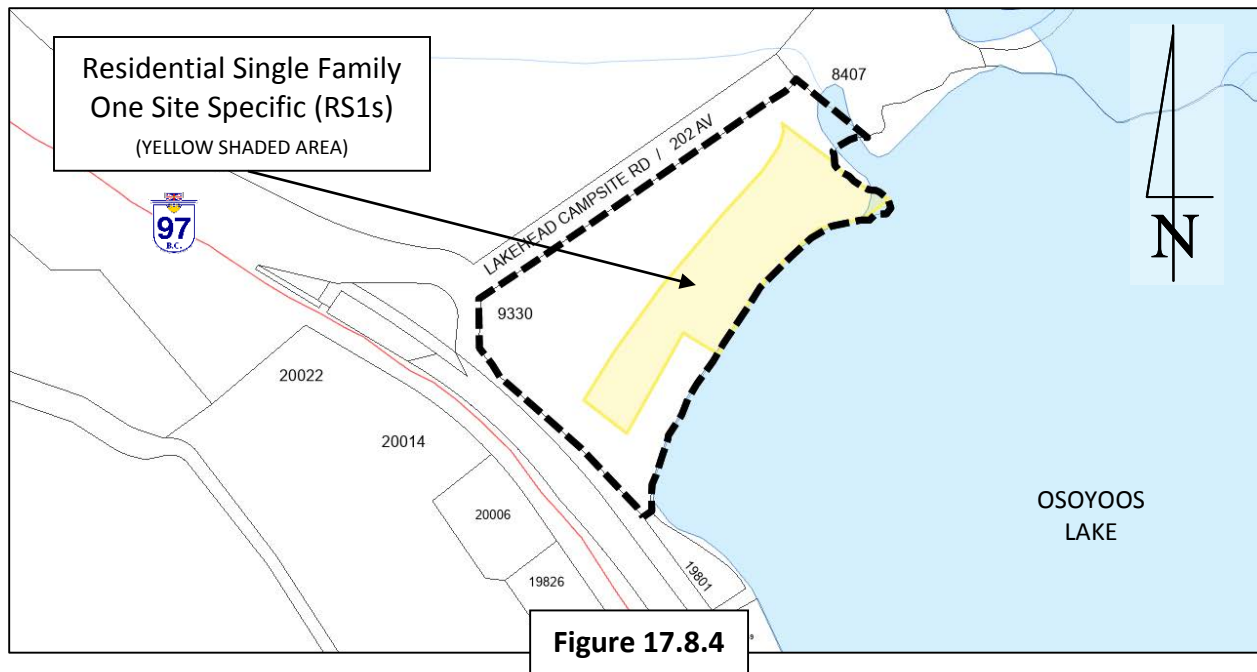 Residential Single Family
One Site Specific (RS1s)
(YELLOW SHADED AREA)
8407
LAKEHEAD CAMPSITE RD / 202 AV
97
B.C.
N
9330
20022
20014
20006
19826
19801
OSOYOOS
LAKE
Figure 17.8.4